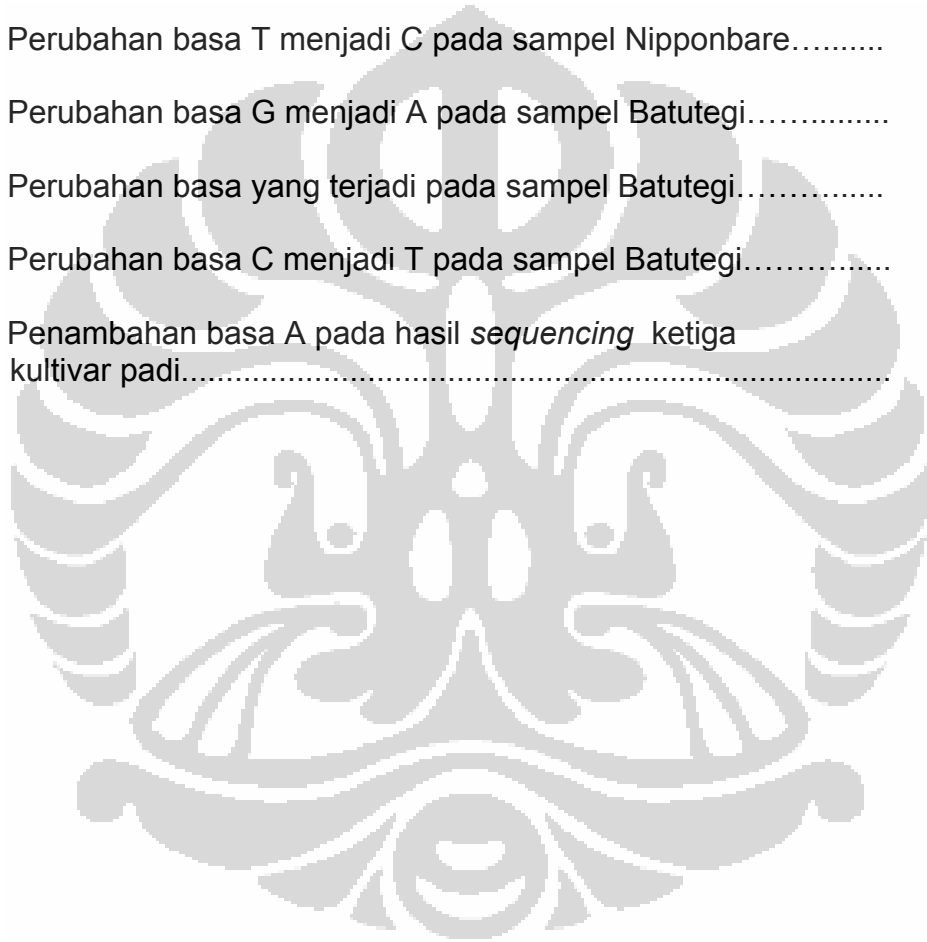 Perubahan basa T menjadi C pada sampel Nipponbare….......
Perubahan basa G menjadi A pada sampel Batutegi…….........
Perubahan basa yang terjadi pada sampel Batutegi……….......
Perubahan basa C menjadi T pada sampel Batutegi………......
Penambahan basa A pada hasil sequencing ketiga
kultivar padi................................................................................